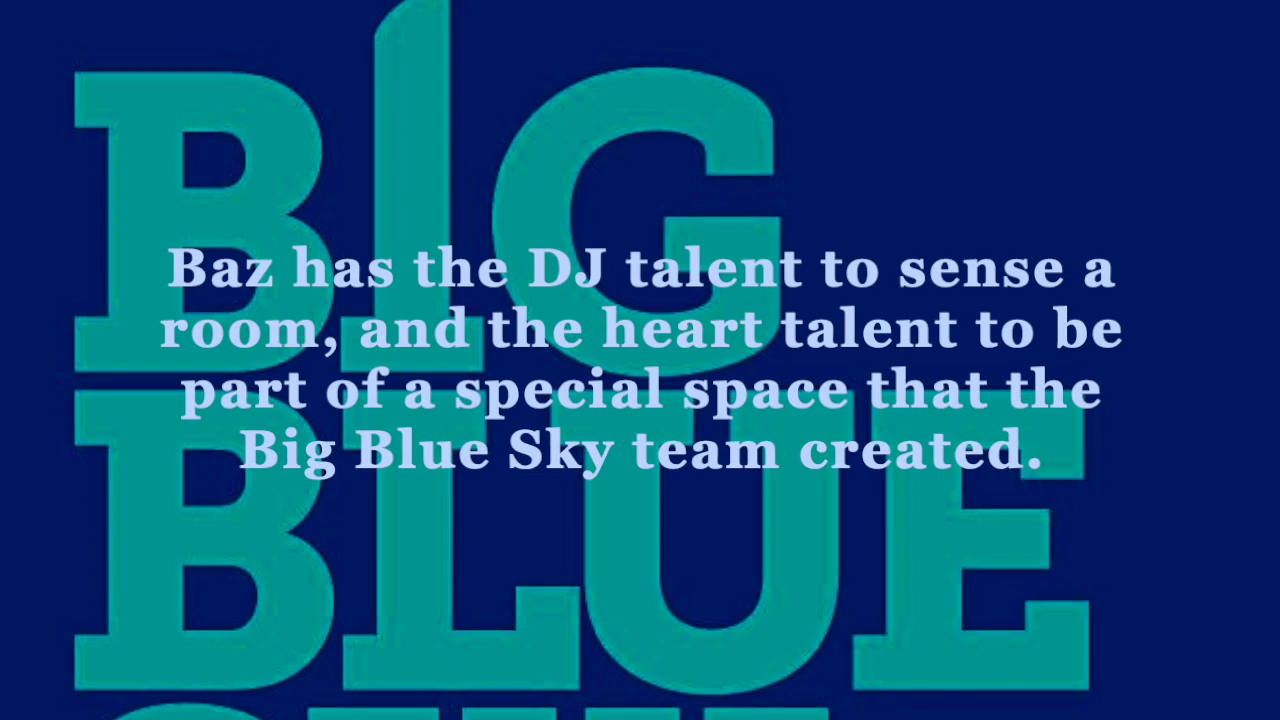 BIG
BLUE
Baz has the DJ talent to sense a
room, and the heart talent to be
part of a special space that the
Big Blue Sky team created.